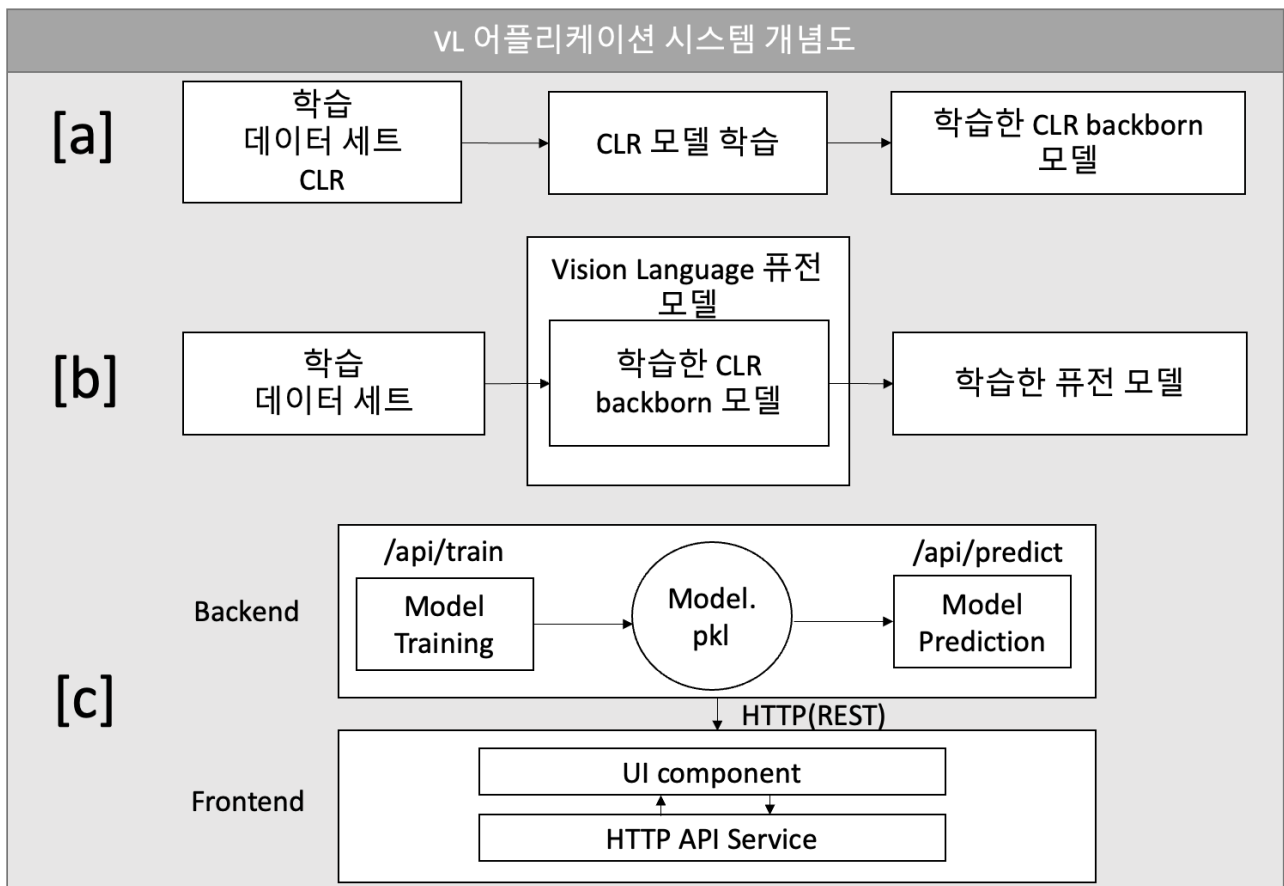 VL 어플리케이션 시스템 개념도
[a]
학습
데이터 세트
CLR
CLR 모델 학습
학습한 CLR backborn
모델
[b]
학습
데이터 세트
Vision Language 퓨전
모델
학습한 CLR
backborn 모델
학습한 퓨전 모델
[c]
Backend
/api/train
Model
Training
Model.
pkl
/api/predict
Model
Prediction
HTTP(REST)
Frontend
UI component
HTTP API Service